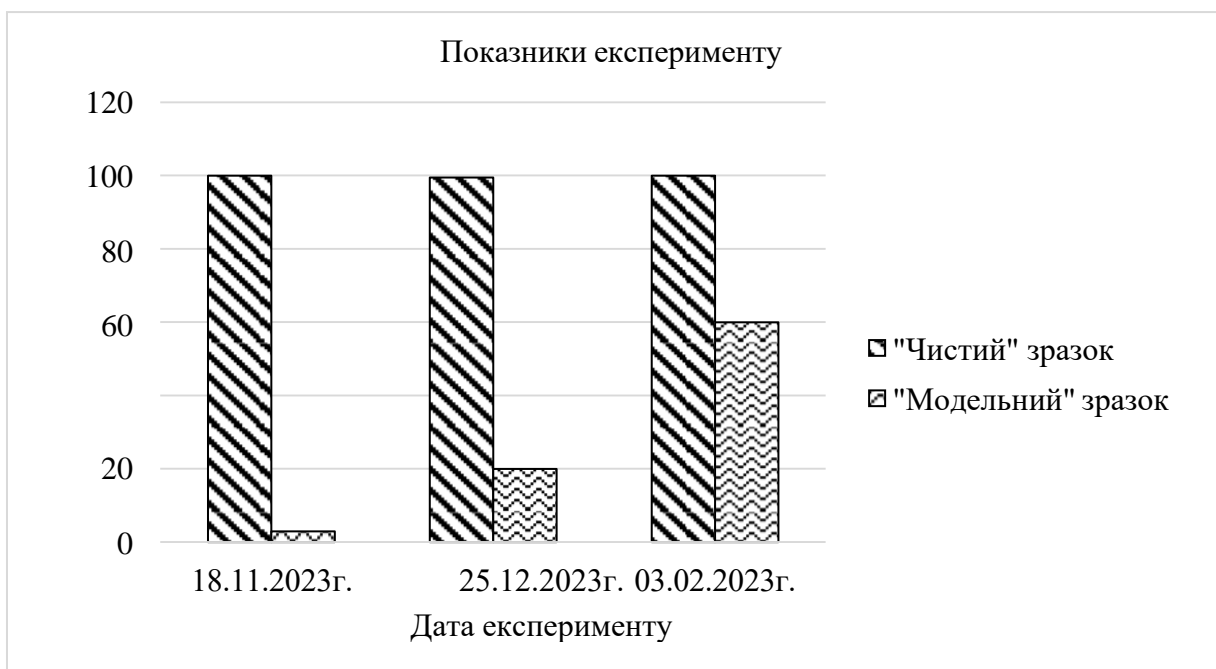 Показники експерименту
120
100
80
60
20
0
18.11.2023г. 25.12.2023г. 03.02.2023г.
Дата експерименту
"Чистий" зразок
"Модельний" зразок